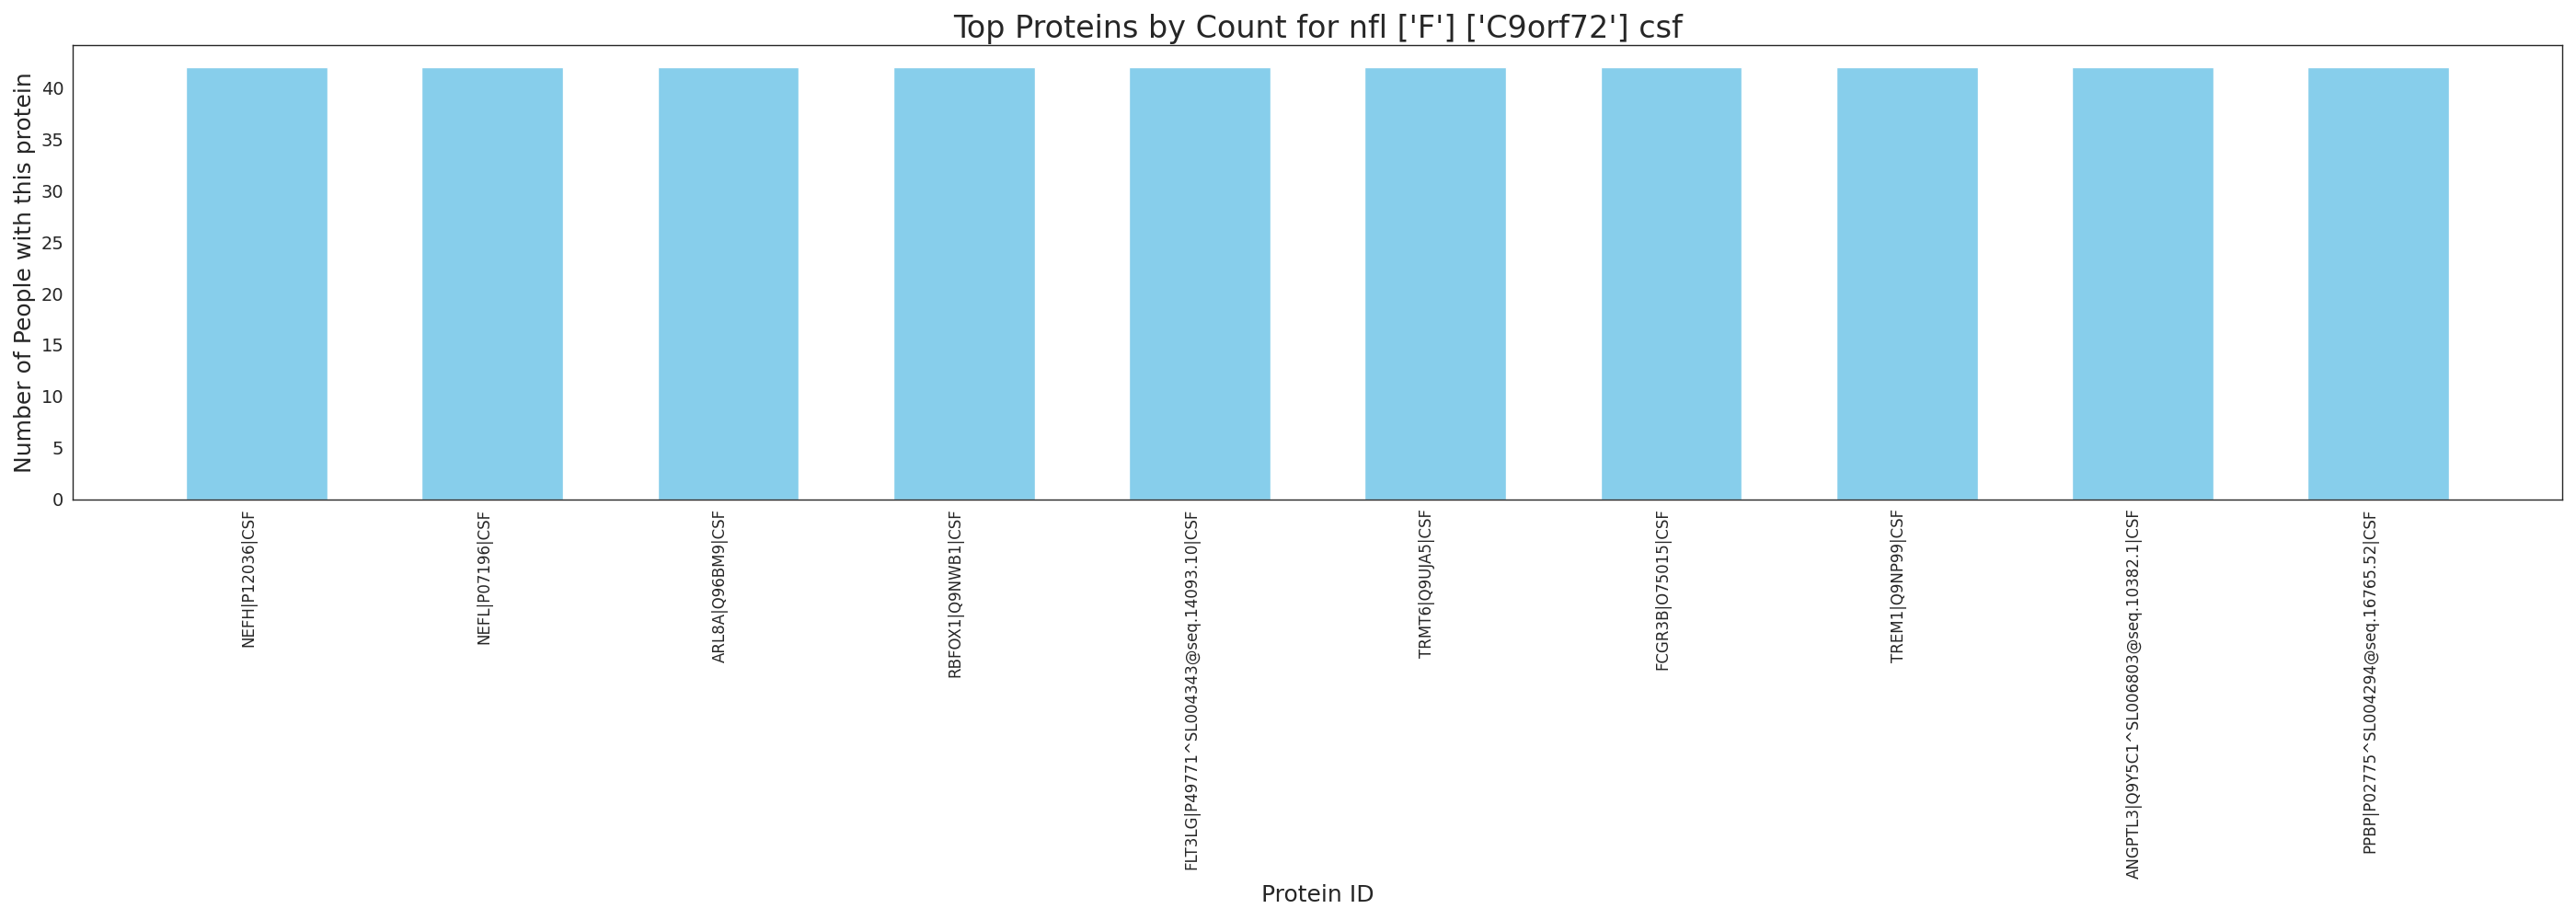 Top Proteins by Count for nfl ['F'] ['C9orf72'] csf
Number of People with this protein
40
35
30
25
20
15
10
5
0
NEFH|P12036|CSF
NEFL|P07196|CSF
ARL8A|Q96BM9|CSF
RBFOX1|Q9NWB1|CSF
FLT3LG|P49771^SL004343@seq.14093.10|CSF
TRMT6|Q9UJA5|CSF
FCGR3B|O75015|CSF
TREM1|Q9NP99|CSF
ANGPTL3|Q9Y5C1^SL006803@seq.10382.1|CSF
PPBP|P02775^SL004294@seq.16765.52|CSF
Protein ID